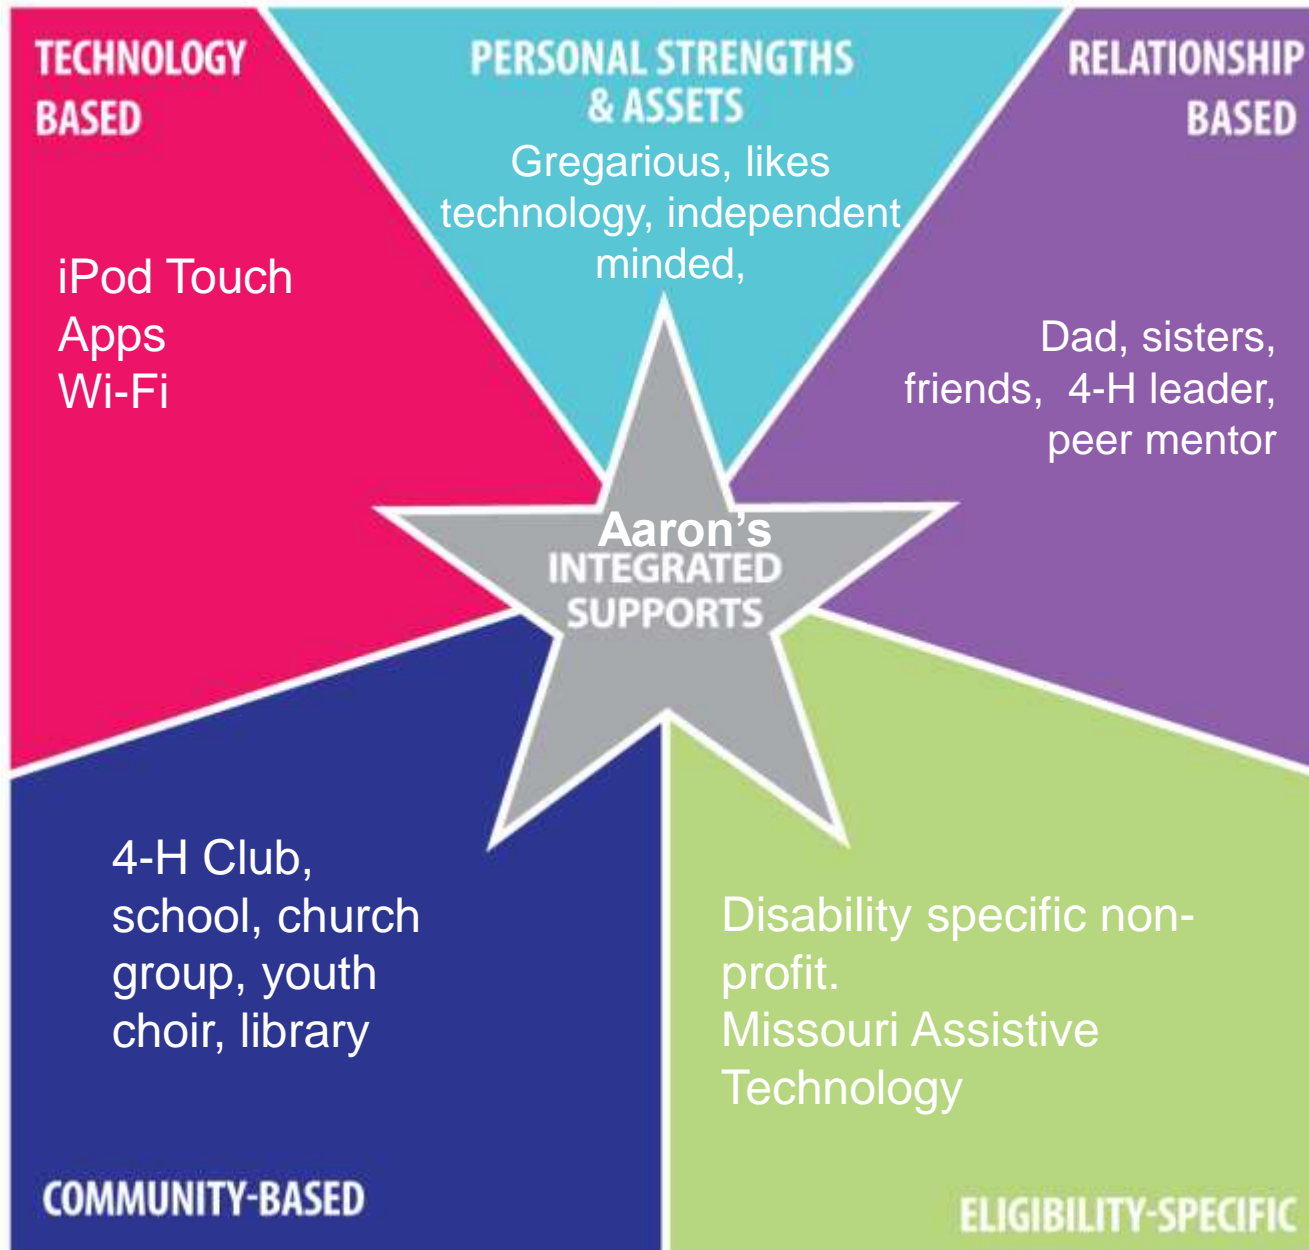 TECHNOLOGY
BASED
iPod Touch
Apps
Wi-Fi
PERSONAL STRENGTHS
& ASSETS
Gregarious, likes
technology, independent
minded,
RELATIONSHIP
BASED
Dad, sisters,
friends,  4-H leader,
peer mentor
Aaron’s
INTEGRATED
SUPPORTS
4-H Club,
school, church
group, youth
choir, library
COMMUNITY-BASED
Disability specific non-
profit.
Missouri Assistive
Technology
ELIGIBILITY-SPECIFIC